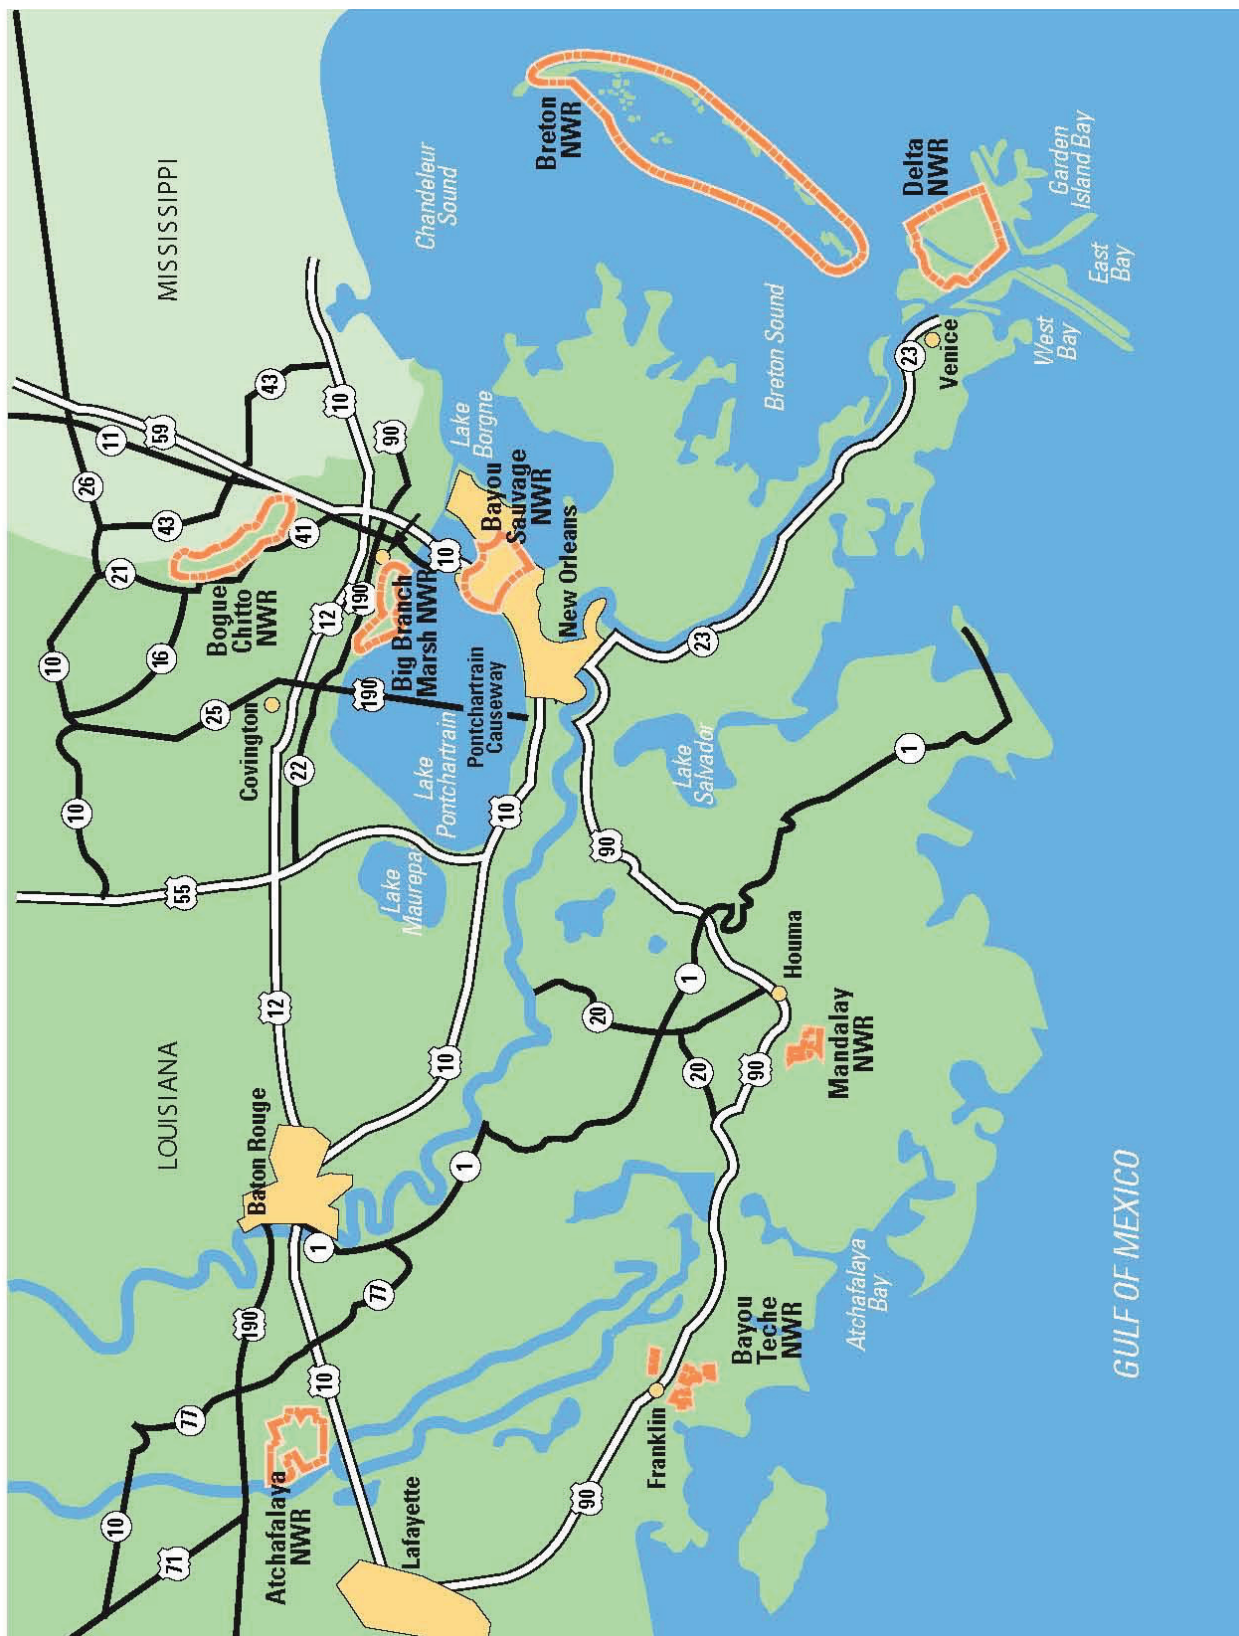 10
26
11
10
16
21
59
MISSISSIPPI
LOUISIANA
77
71
55
43
25
Bogue
Chitto
NWR
Covington
Baton Rouge
190
12
43
Atchafalaya
NWR
41
22
12
10
1
10
190
190
90
77
Lafayette
Big Branch
Marsh NWR
Lake
Maurepas
Lake
Pontchartrain
Chandeleur
Sound
10
10
1
Pontchartrain
Causeway
Lake
Borgne
Bayou
Sauvage
NWR
10
Breton
NWR
New Orleans
90
20
90
Franklin
1
20
Lake
Salvador
23
Bayou
Teche
NWR
90
Houma
Breton Sound
Mandalay
NWR
Atchafalaya
Bay
1
23
Delta
NWR
Venice
West
Bay
Garden
Island Bay
East
Bay
GULF OF MEXICO